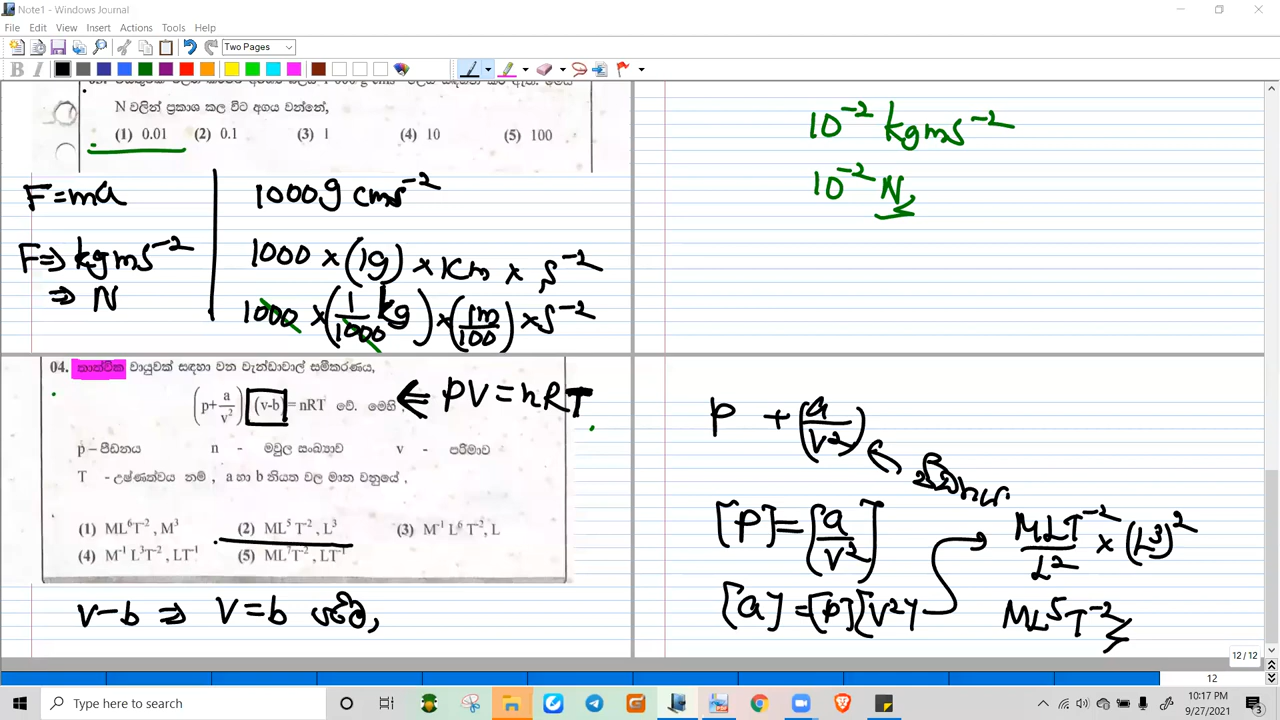 Note1 - Windows Journal
File Edit View Insert Actions Tools Help
Two Pages
N වලින් ප්‍රකාශ කල විට අගය වන්නේ,
(1) 0.01 (2) 0.1 (3) 1 (4) 10 (5) 100
F=ma
F⇒ kgms⁻²
⇒ N
1000g cms⁻²
1000 × (1g) × 1cm × s⁻²
1000 × (1/1000 kg) × (1m/100) × s⁻²
10⁻² kgms⁻²
10⁻² N
04. තාත්වික වායුවක් සඳහා වන වැන්ඩාවාල් සමීකරණය,
(p+a/v²) (v-b) = nRT වේ. මෙහි
⇐ PV = nRT
p – පීඩනය n - මවුල සංඛ්‍යාව v - පරිමාව
T - උෂ්ණත්වය නම්, a හා b නියත වල මාන වනුයේ,
(1) ML⁶T⁻², M³ (2) ML⁵T⁻², L³ (3) M⁻¹ L⁶ T⁻², L
(4) M⁻¹ L³T⁻², LT⁻¹ (5) ML⁷T⁻², LT⁻¹
v-b ⇒ V=b
P + (a/V²)
[P] = [a/V²]
[a] = [P][V²]
MLT⁻²/L² × (L³)²
ML⁵T⁻²
12/12
12
Type here to search
10:17 PM
9/27/2021
3